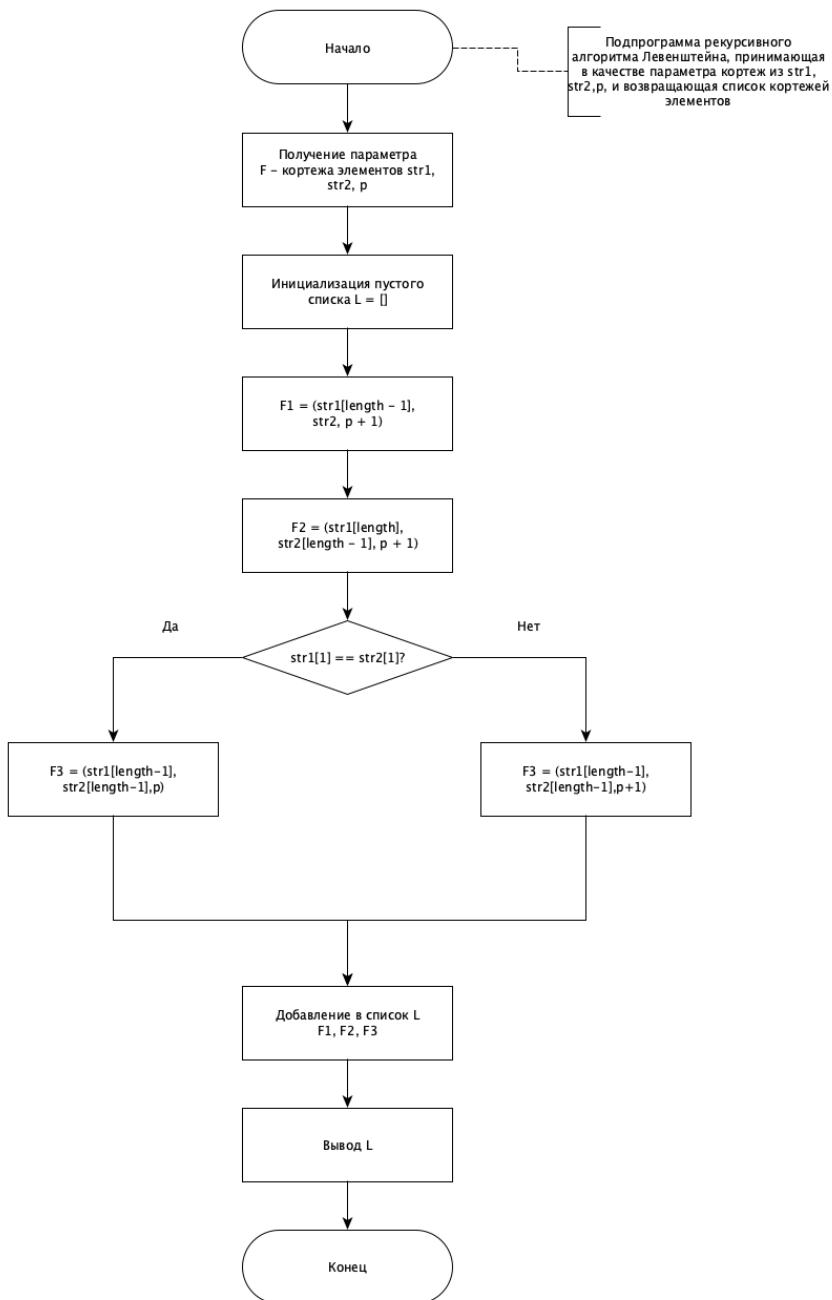 Начало
Подпрограмма рекурсивного
алгоритма Левенштейна, принимающая
в качестве параметра кортеж из str1,
str2,p, и возвращающая список кортежей
элементов
Получение параметра
F – кортежа элементов str1,
str2, p
Инициализация пустого
списка L = []
F1 = (str1[length – 1],
str2, p + 1)
F2 = (str1[length],
str2[length – 1], p + 1)
Да
Нет
str1[1] == str2[1]?
F3 = (str1[length–1],
str2[length–1],p)
F3 = (str1[length–1],
str2[length–1],p+1)
Добавление в список L
F1, F2, F3
Вывод L
Конец